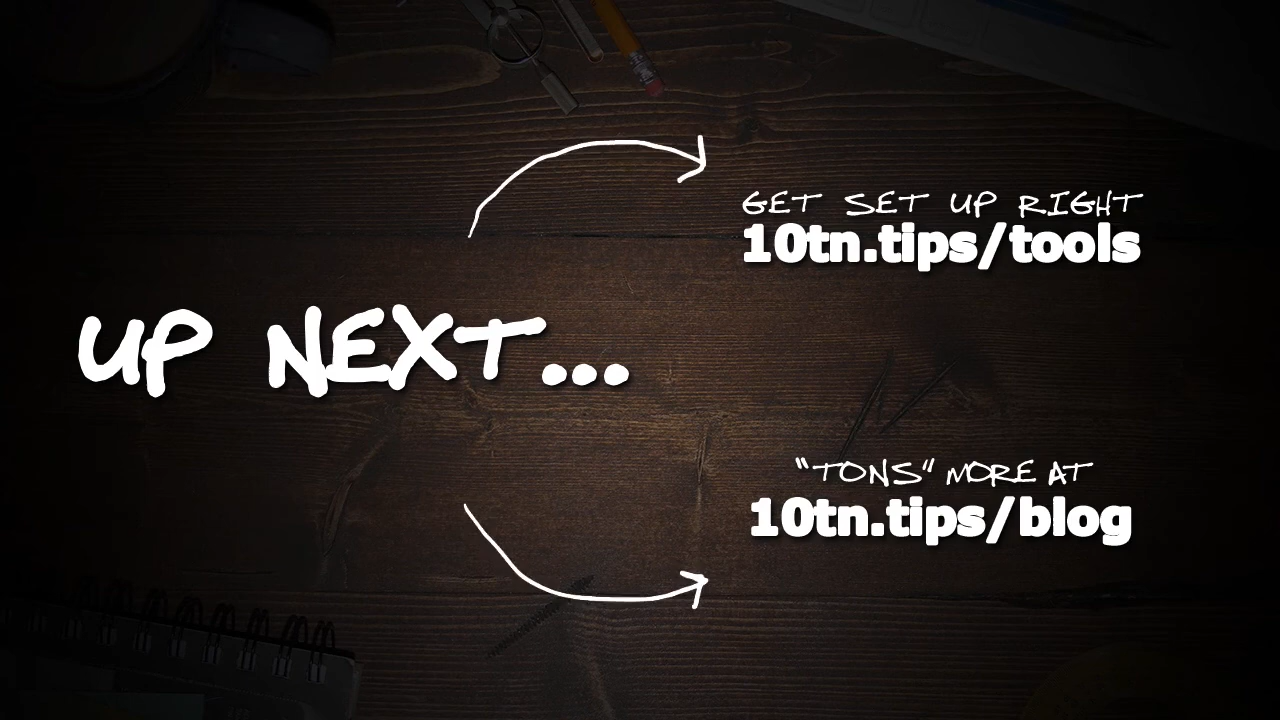 UP NEXT...
GET SET UP RIGHT
10tn.tips/tools
"TONS" MORE AT
10tn.tips/blog